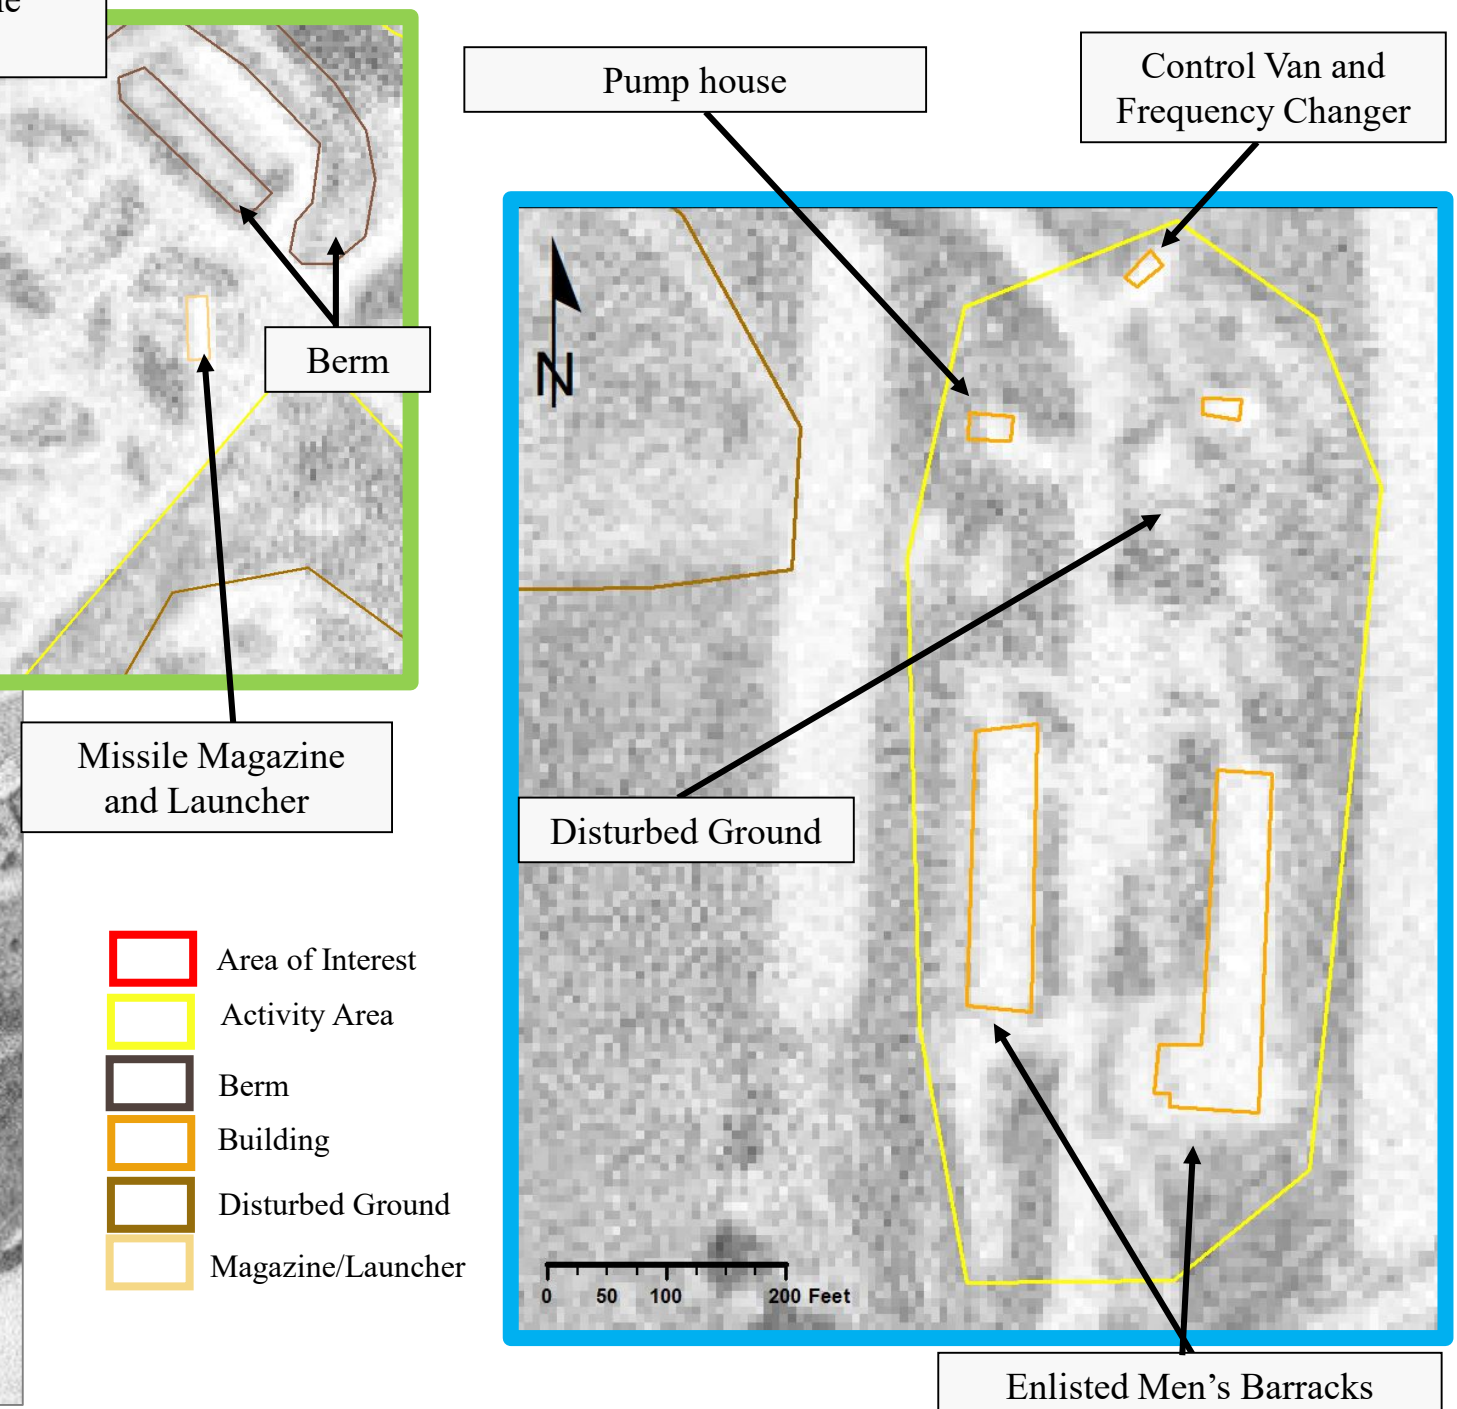 Pump house
Control Van and
Frequency Changer
N
Berm
Missile Magazine
and Launcher
Disturbed Ground
Area of Interest
Activity Area
Berm
Building
Disturbed Ground
Magazine/Launcher
0 50 100 200 Feet
Enlisted Men’s Barracks